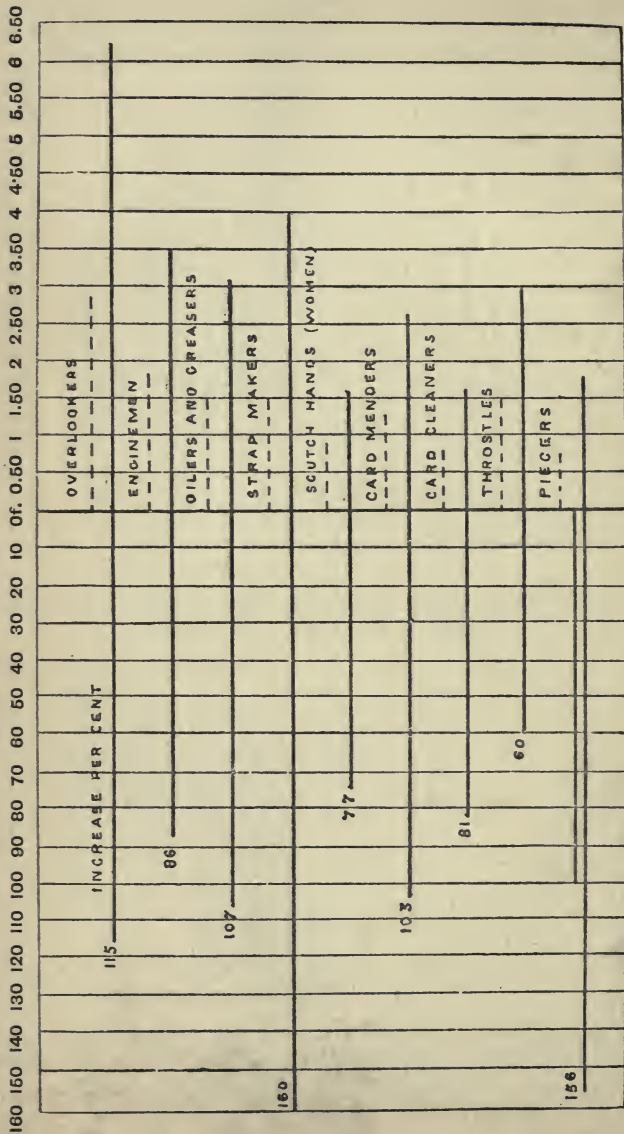 160 150 140 130 120 110 100 90 80 70 60 50 40 30 20 10 0f. 0.50 1 1.50 2 2.50 3 3.50 4 4.50 5 5.50 6 6.50
OVERLOOKERS
INCREASE PER CENT
115
ENGINEMEN
86
OILERS AND GREASERS
107
STRAP MAKERS
160
SCUTCH HANDS (WOMEN)
77
CARD MENDERS
103
CARD CLEANERS
81
THROSTLES
60
PIECERS
156